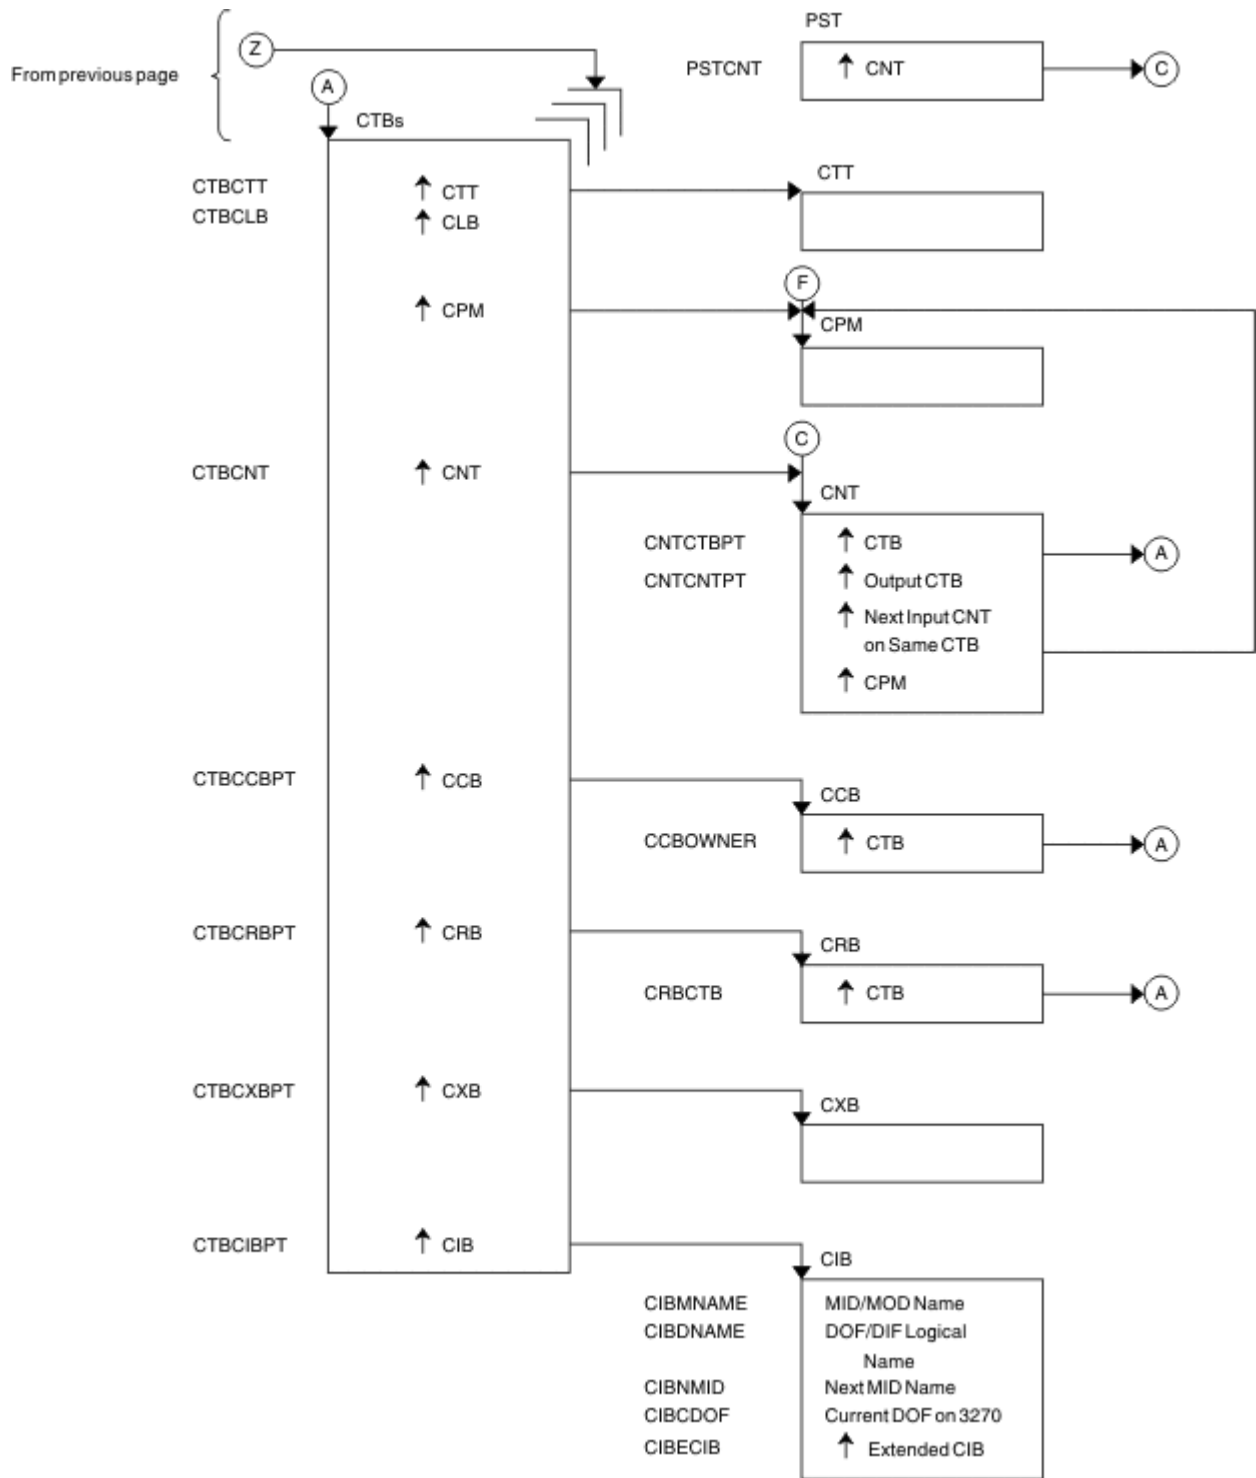 PST
Z
From previous page
PSTCNT
CNT
C
A
CTBs
CTBCTT
CTT
CTT
CTBCLB
CLB
F
CPM
CPM
C
CTBCNT
CNT
CNT
CNTCTBPT
CTB
A
CNTCNTPT
Output CTB
Next Input CNT
on Same CTB
CPM
CTBCCBPT
CCB
CCB
CCBOWNER
CTB
A
CTBCRBPT
CRB
CRB
CRBCTB
CTB
A
CTBCXBPT
CXB
CXB
CTBCIBPT
CIB
CIB
CIBMNAME
MID/MOD Name
CIBDNAME
DOF/DIF Logical
Name
CIBNMID
Next MID Name
CIBCDOF
Current DOF on 3270
CIBECIB
Extended CIB